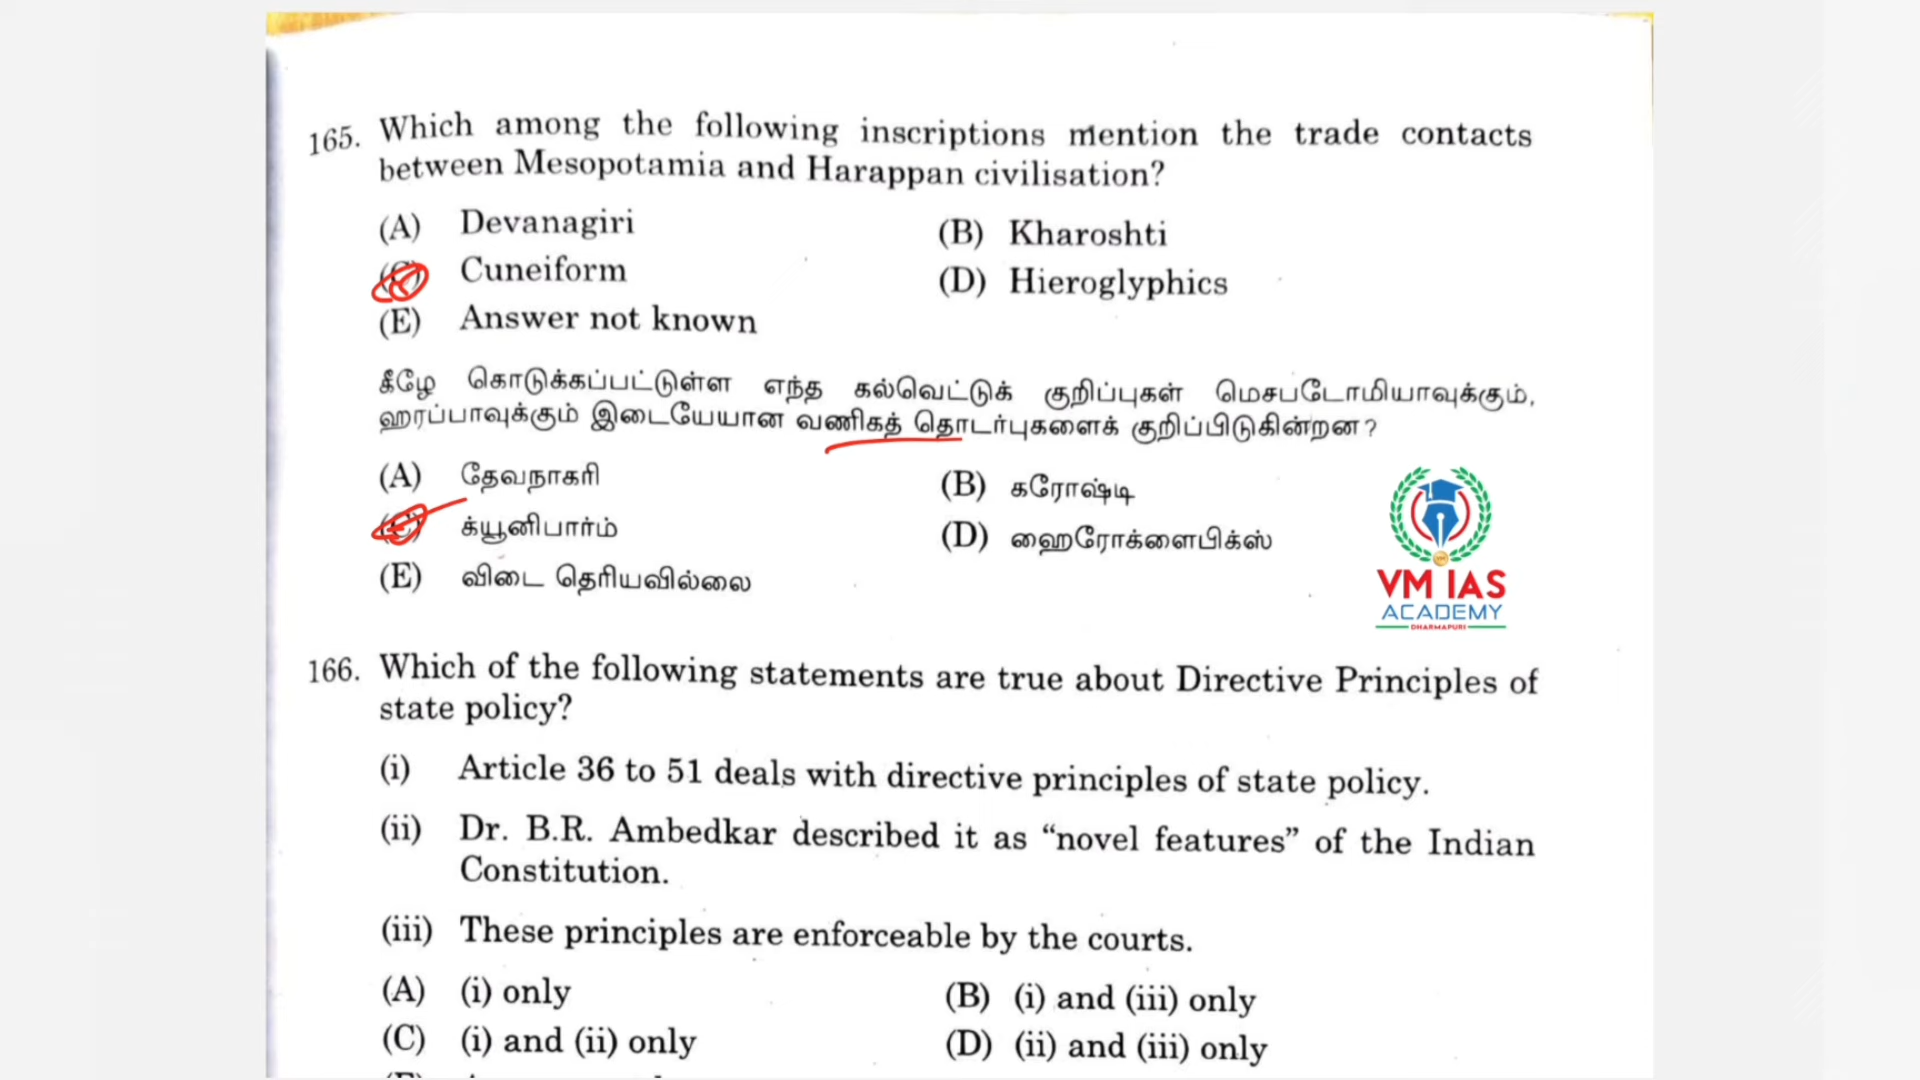 165. Which among the following inscriptions mention the trade contacts
between Mesopotamia and Harappan civilisation?
(A) Devanagiri (B) Kharoshti
(C) Cuneiform (D) Hieroglyphics
(E) Answer not known
கீழே கொடுக்கப்பட்டுள்ள எந்த கல்வெட்டுக் குறிப்புகள் மெசபடோமியாவுக்கும்,
ஹரப்பாவுக்கும் இடையேயான வணிகத் தொடர்புகளைக் குறிப்பிடுகின்றன?
(A) தேவநாகரி (B) கரோஷ்டி
(C) க்யூனிபார்ம் (D) ஹைரோக்ளைபிக்ஸ்
(E) விடை தெரியவில்லை
VM IAS
ACADEMY
DHARMAPURI
166. Which of the following statements are true about Directive Principles of
state policy?
(i) Article 36 to 51 deals with directive principles of state policy.
(ii) Dr. B.R. Ambedkar described it as “novel features” of the Indian
Constitution.
(iii) These principles are enforceable by the courts.
(A) (i) only (B) (i) and (iii) only
(C) (i) and (ii) only (D) (ii) and (iii) only